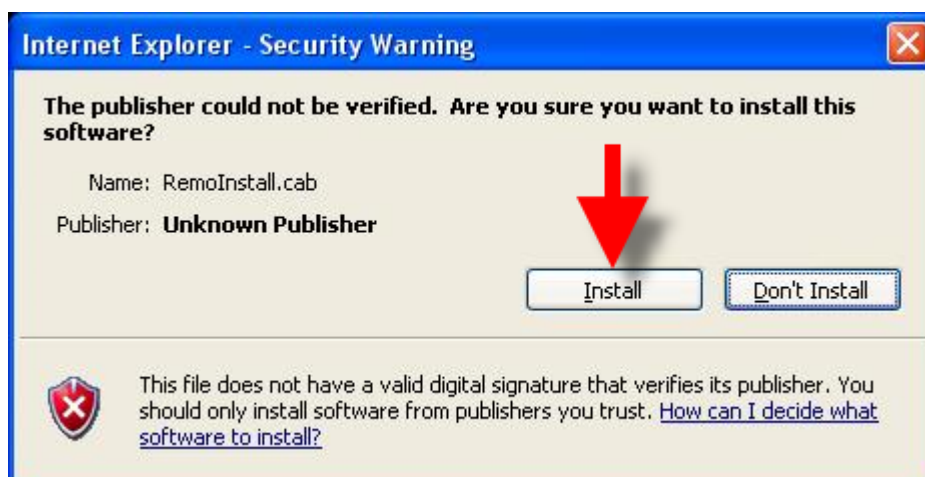 Internet Explorer - Security Warning
The publisher could not be verified. Are you sure you want to install this
software?
Name: RemoInstall.cab
Publisher: Unknown Publisher
Install Don't Install
This file does not have a valid digital signature that verifies its publisher. You
should only install software from publishers you trust. How can I decide what
software to install?